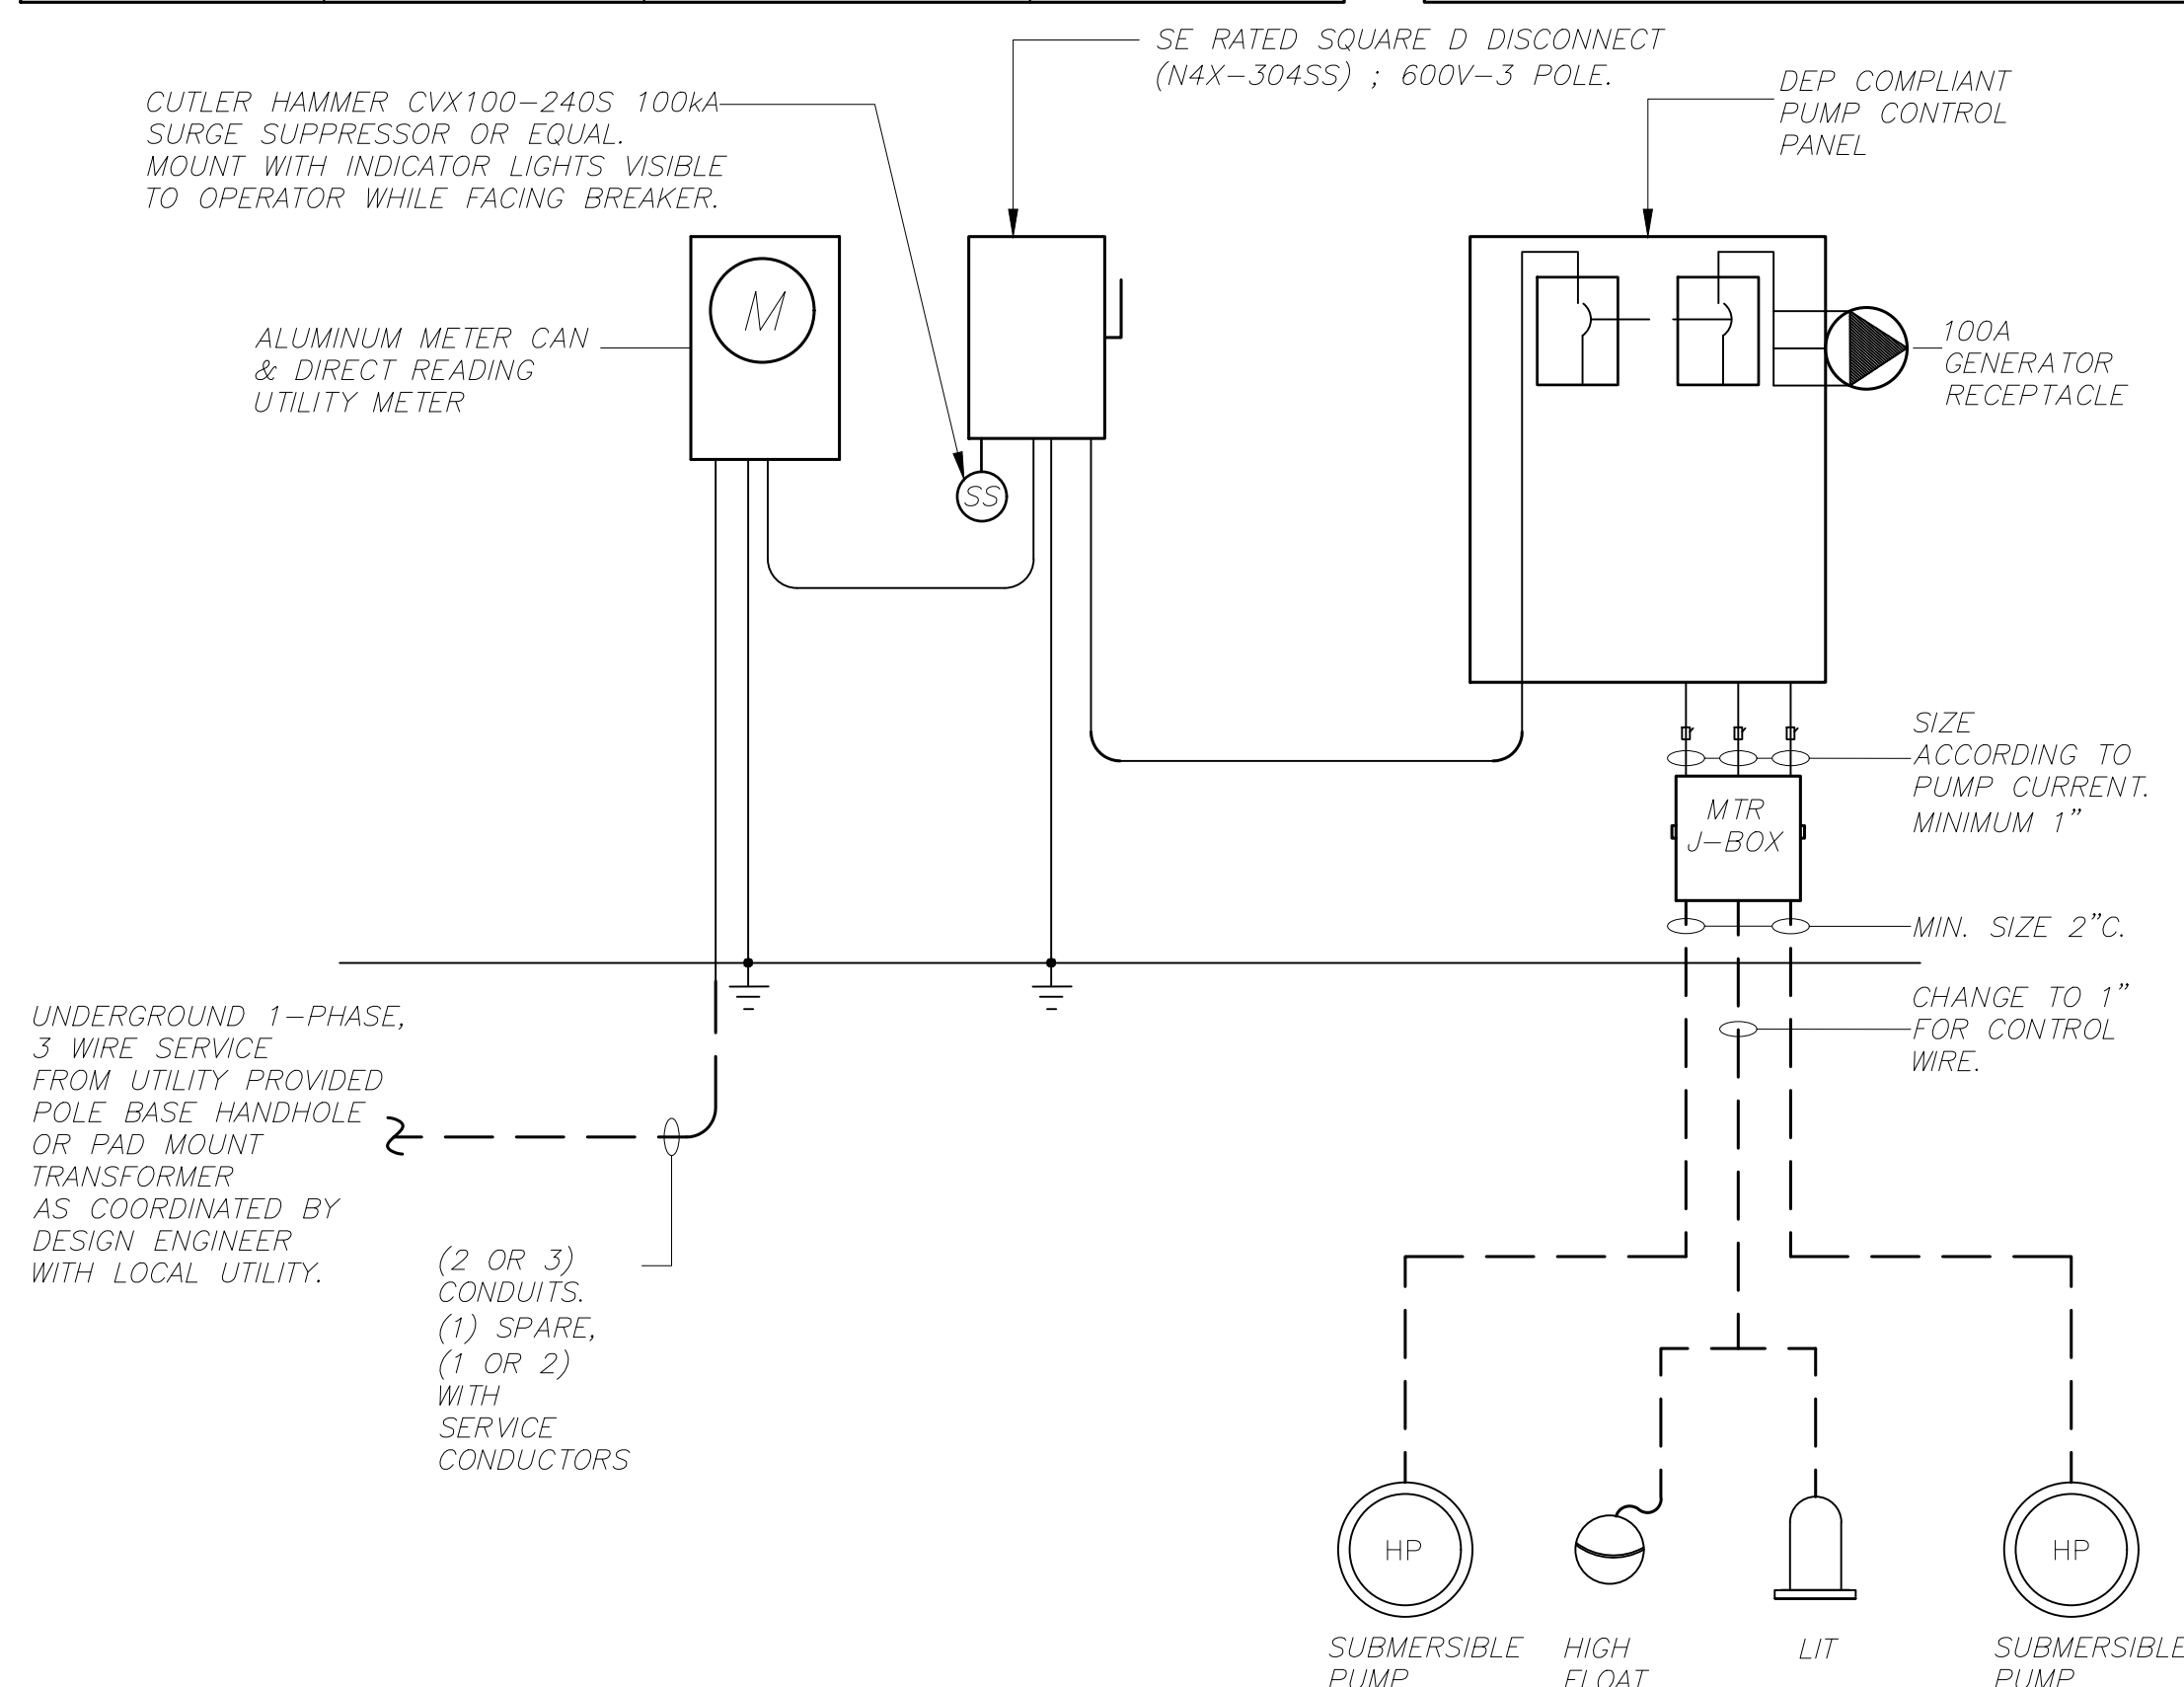 SE RATED SQUARE D DISCONNECT
(N4X-304SS) ; 600V-3 POLE.
CUTLER HAMMER CVX100-240S 100kA
SURGE SUPPRESSOR OR EQUAL.
MOUNT WITH INDICATOR LIGHTS VISIBLE
TO OPERATOR WHILE FACING BREAKER.
DEP COMPLIANT
PUMP CONTROL
PANEL
M
ALUMINUM METER CAN
& DIRECT READING
UTILITY METER
100A
GENERATOR
RECEPTACLE
SS
SIZE
ACCORDING TO
PUMP CURRENT.
MINIMUM 1"
MTR
J-BOX
MIN. SIZE 2"C.
CHANGE TO 1"
FOR CONTROL
WIRE.
UNDERGROUND 1-PHASE,
3 WIRE SERVICE
FROM UTILITY PROVIDED
POLE BASE HANDHOLE
OR PAD MOUNT
TRANSFORMER
AS COORDINATED BY
DESIGN ENGINEER
WITH LOCAL UTILITY.
(2 OR 3)
CONDUITS.
(1) SPARE,
(1 OR 2)
WITH
SERVICE
CONDUCTORS
HP
HP
SUBMERSIBLE
PUMP
HIGH
FLOAT
LIT
SUBMERSIBLE
PUMP